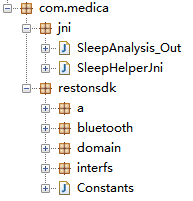 com.medica
jni
SleepAnalysis_Out
SleepHelperJni
restonsdk
a
bluetooth
domain
interfs
Constants